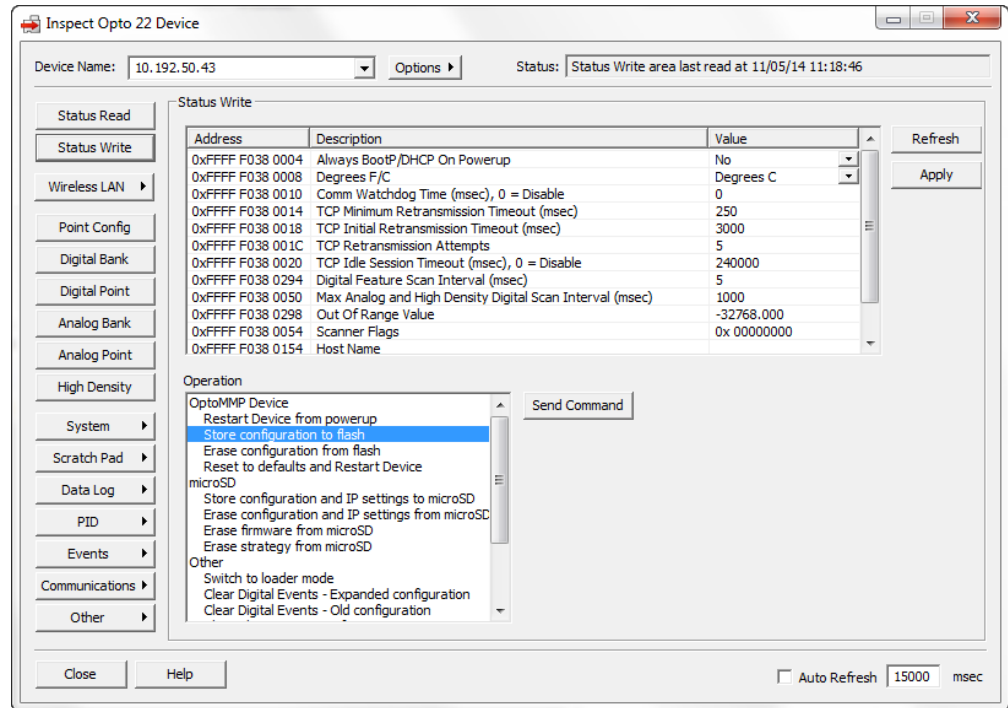 Inspect Opto 22 Device
Device Name: 10.192.50.43 Options Status: Status Write area last read at 11/05/14 11:18:46
Status Read
Status Write
Wireless LAN
Point Config
Digital Bank
Digital Point
Analog Bank
Analog Point
High Density
System
Scratch Pad
Data Log
PID
Events
Communications
Other
Status Write
Address Description Value
0xFFFF F038 0004 Always BootP/DHCP On Powerup No
0xFFFF F038 0008 Degrees F/C Degrees C
0xFFFF F038 0010 Comm Watchdog Time (msec), 0 = Disable 0
0xFFFF F038 0014 TCP Minimum Retransmission Timeout (msec) 250
0xFFFF F038 0018 TCP Initial Retransmission Timeout (msec) 3000
0xFFFF F038 001C TCP Retransmission Attempts 5
0xFFFF F038 0020 TCP Idle Session Timeout (msec), 0 = Disable 240000
0xFFFF F038 0294 Digital Feature Scan Interval (msec) 5
0xFFFF F038 0050 Max Analog and High Density Digital Scan Interval (msec) 1000
0xFFFF F038 0298 Out Of Range Value -32768.000
0xFFFF F038 0054 Scanner Flags 0x 00000000
0xFFFF F038 0154 Host Name
Refresh
Apply
Operation
OptoMMP Device
Restart Device from powerup
Store configuration to flash
Erase configuration from flash
Reset to defaults and Restart Device
microSD
Store configuration and IP settings to microSD
Erase configuration and IP settings from microSD
Erase firmware from microSD
Erase strategy from microSD
Other
Switch to loader mode
Clear Digital Events - Expanded configuration
Clear Digital Events - Old configuration
Send Command
Close Help Auto Refresh 15000 msec